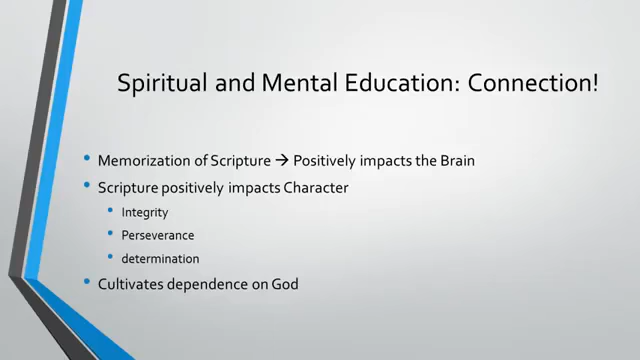 Spiritual and Mental Education: Connection!
• Memorization of Scripture → Positively impacts the Brain
• Scripture positively impacts Character
• Integrity
• Perseverance
• determination
• Cultivates dependence on God